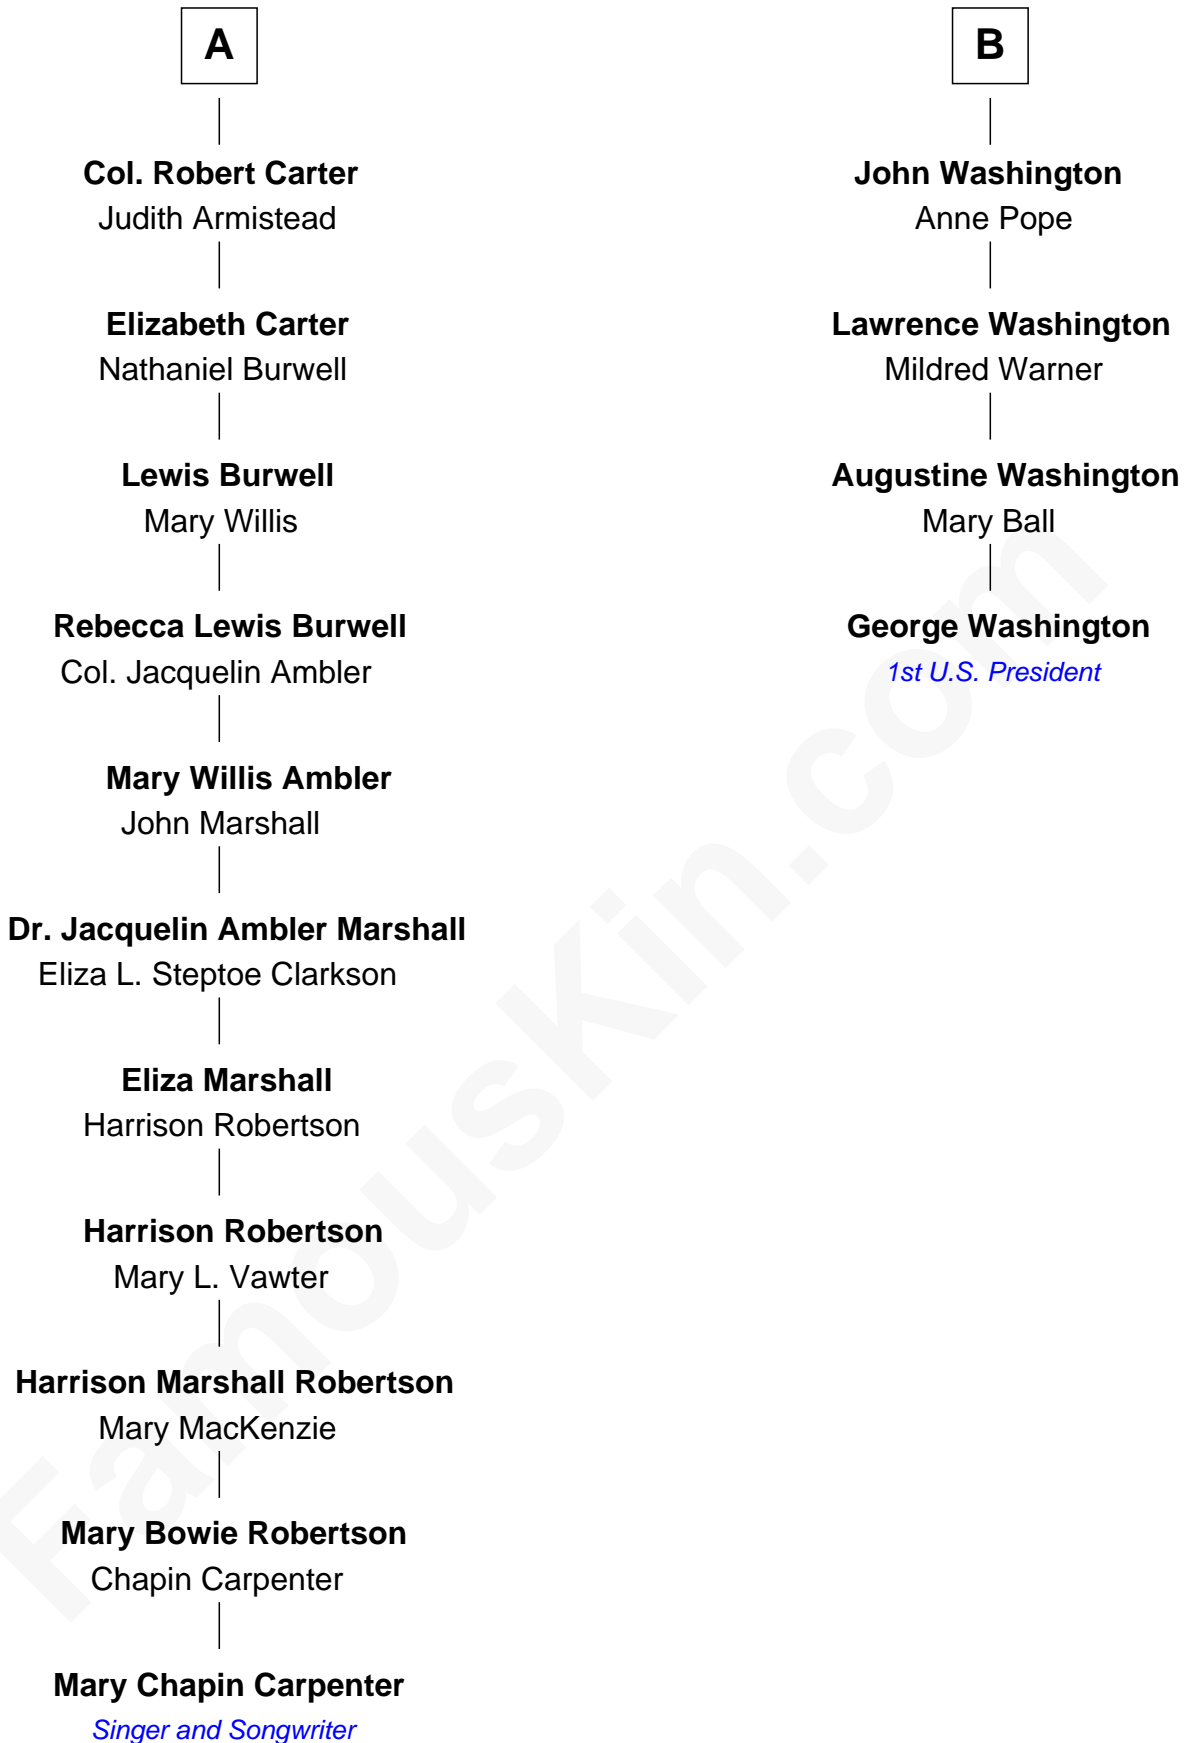 A
Col. Robert Carter
Judith Armistead
Elizabeth Carter
Nathaniel Burwell
Lewis Burwell
Mary Willis
Rebecca Lewis Burwell
Col. Jacquelin Ambler
Mary Willis Ambler
John Marshall
Dr. Jacquelin Ambler Marshall
Eliza L. Steptoe Clarkson
Eliza Marshall
Harrison Robertson
Harrison Robertson
Mary L. Vawter
Harrison Marshall Robertson
Mary MacKenzie
Mary Bowie Robertson
Chapin Carpenter
Mary Chapin Carpenter
Singer and Songwriter
B
John Washington
Anne Pope
Lawrence Washington
Mildred Warner
Augustine Washington
Mary Ball
George Washington
1st U.S. President
FamousKin.com